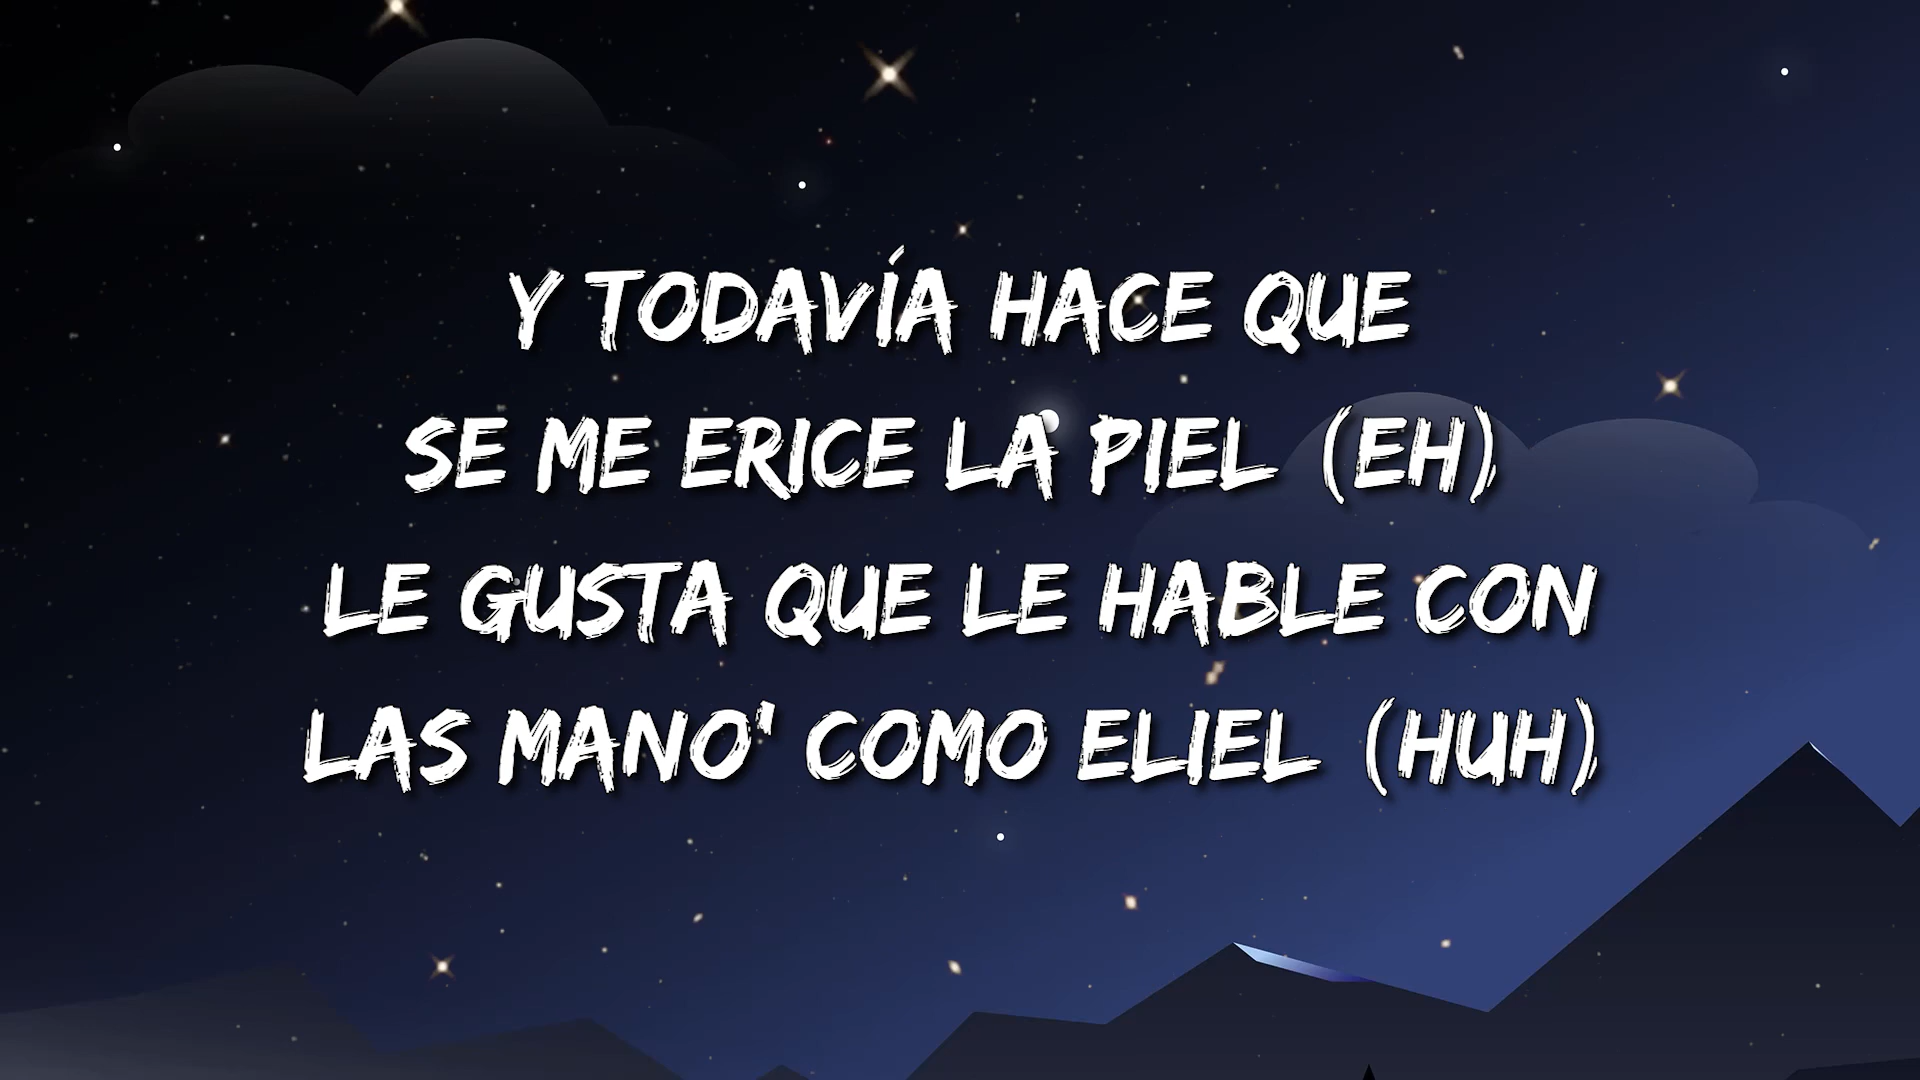 Y TODAVÍA HACE QUE
SE ME ERICE LA PIEL (EH)
LE GUSTA QUE LE HABLE CON
LAS MANO' COMO ELIEL (HUH)